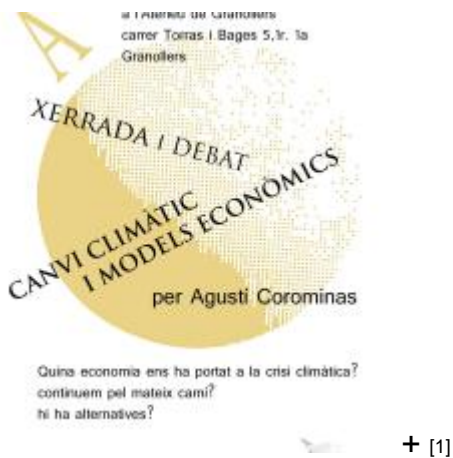 a l'Ateneu de Granollers
carrer Torras i Bages 5,1r. 1a
Granollers
A
XERRADA I DEBAT
CANVI CLIMÀTIC
I MODELS ECONÒMICS
per Agustí Corominas
Quina economia ens ha portat a la crisi climàtica?
continuem pel mateix camí?
hi ha alternatives?
+ [1]